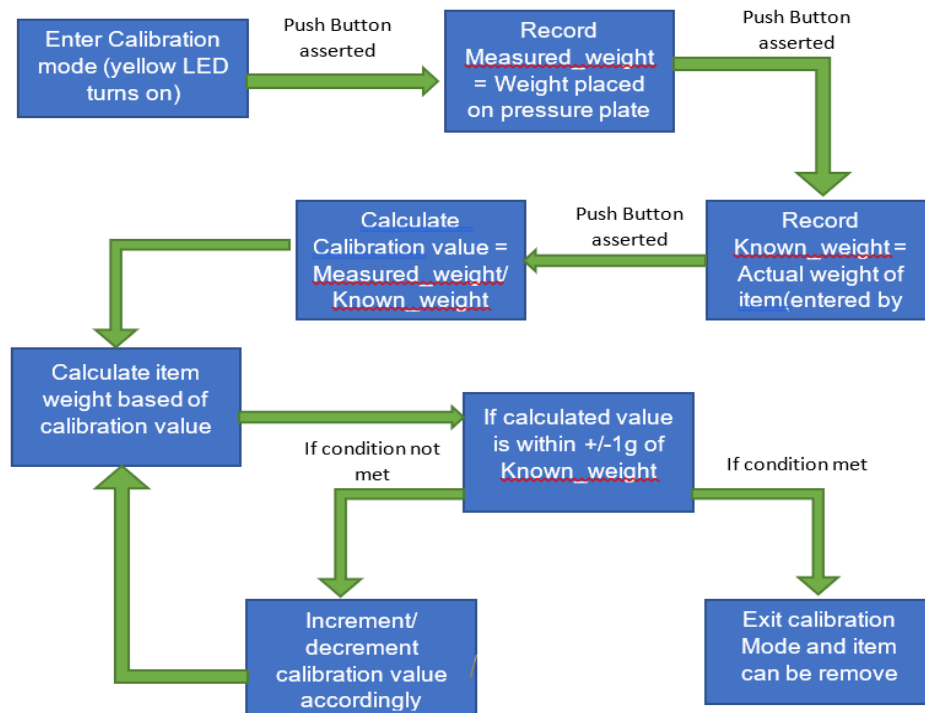 Enter Calibration
mode (yellow LED
turns on)
Push Button
asserted
Record
Measured_weight
= Weight placed
on pressure plate
Push Button
asserted
Record
Known_weight =
Actual weight of
item(entered by
Push Button
asserted
Calculate
Calibration value =
Measured_weight/
Known_weight
Calculate item
weight based of
calibration value
If calculated value
is within +/-1g of
Known_weight
If condition not
met
If condition met
Increment/
decrement
calibration value
accordingly
Exit calibration
Mode and item
can be remove